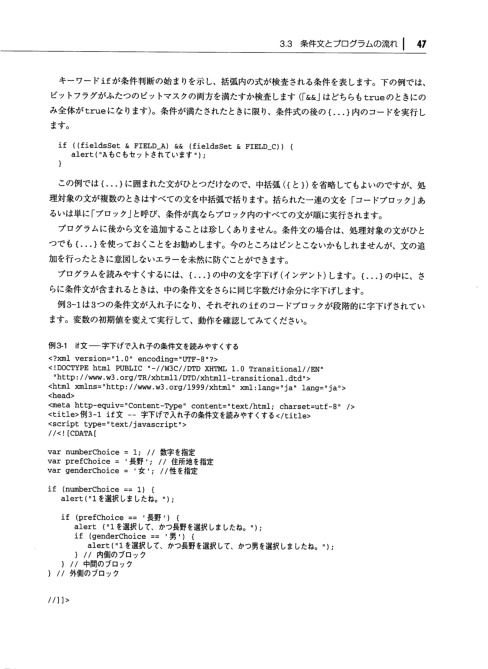 3.3 条件文とプログラムの流れ 47
キーワードifが条件判断の始まりを示し、括弧内の式が検査される条件を表します。下の例では、
ビットフラグがふたつのビットマスクの両方を満たすか検査します(「&&」はどちらもtrueのときにの
み全体がtrueになります)。条件が満たされたときに限り、条件式の後の{...}内のコードを実行し
ます。
if ((fieldsSet & FIELD_A) && (fieldsSet & FIELD_C)) {
alert("AもCもセットされています");
}
この例では{...}に囲まれた文がひとつだけなので、中括弧({と})を省略してもよいのですが、処
理対象の文が複数のときはすべての文を中括弧で括ります。括られた一連の文を「コードブロック」あ
るいは単に「ブロック」と呼び、条件が真ならブロック内のすべての文が順に実行されます。
プログラムに後から文を追加することは珍しくありません。条件文の場合は、処理対象の文がひと
つでも{...}を使っておくことをお勧めします。今のところはピンとこないかもしれませんが、文の追
加を行ったときに意図しないエラーを未然に防ぐことができます。
プログラムを読みやすくするには、{...}の中の文を字下げ(インデント)します。{...}の中に、さ
らに条件文が含まれるときは、中の条件文をさらに同じ字数だけ余分に字下げします。
例3-1は3つの条件文が入れ子になり、それぞれのifのコードブロックが段階的に字下げされてい
ます。変数の初期値を変えて実行して、動作を確認してみてください。
例3-1 if文――字下げで入れ子の条件文を読みやすくする
<?xml version="1.0" encoding="UTF-8"?>
<!DOCTYPE html PUBLIC "-//W3C//DTD XHTML 1.0 Transitional//EN"
"http://www.w3.org/TR/xhtml1/DTD/xhtml1-transitional.dtd">
<html xmlns="http://www.w3.org/1999/xhtml" xml:lang="ja" lang="ja">
<head>
<meta http-equiv="Content-Type" content="text/html; charset=utf-8" />
<title>例3-1 if文 -- 字下げで入れ子の条件文を読みやすくする</title>
<script type="text/javascript">
//<![CDATA[
var numberChoice = 1; // 数字を指定
var prefChoice = '長野'; // 住所地を指定
var genderChoice = '女'; //性を指定
if (numberChoice == 1) {
alert("1を選択しましたね。");
if (prefChoice == '長野') {
alert ("1を選択して、かつ長野を選択しましたね。");
if (genderChoice == '男') {
alert("1を選択して、かつ長野を選択して、かつ男を選択しましたね。");
} // 内側のブロック
} // 中間のブロック
} // 外側のブロック
//]]>